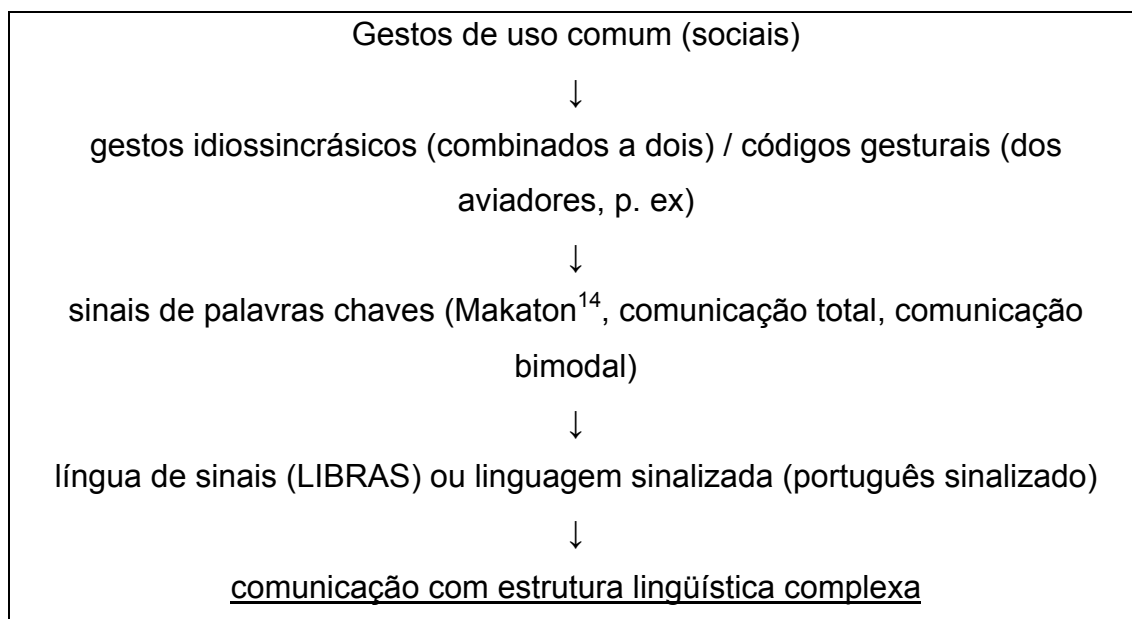 Gestos de uso comum (sociais)
↓
gestos idiossincrásicos (combinados a dois) / códigos gesturais (dos
aviadores, p. ex)
↓
sinais de palavras chaves (Makaton14, comunicação total, comunicação
bimodal)
↓
língua de sinais (LIBRAS) ou linguagem sinalizada (português sinalizado)
↓
comunicação com estrutura lingüística complexa